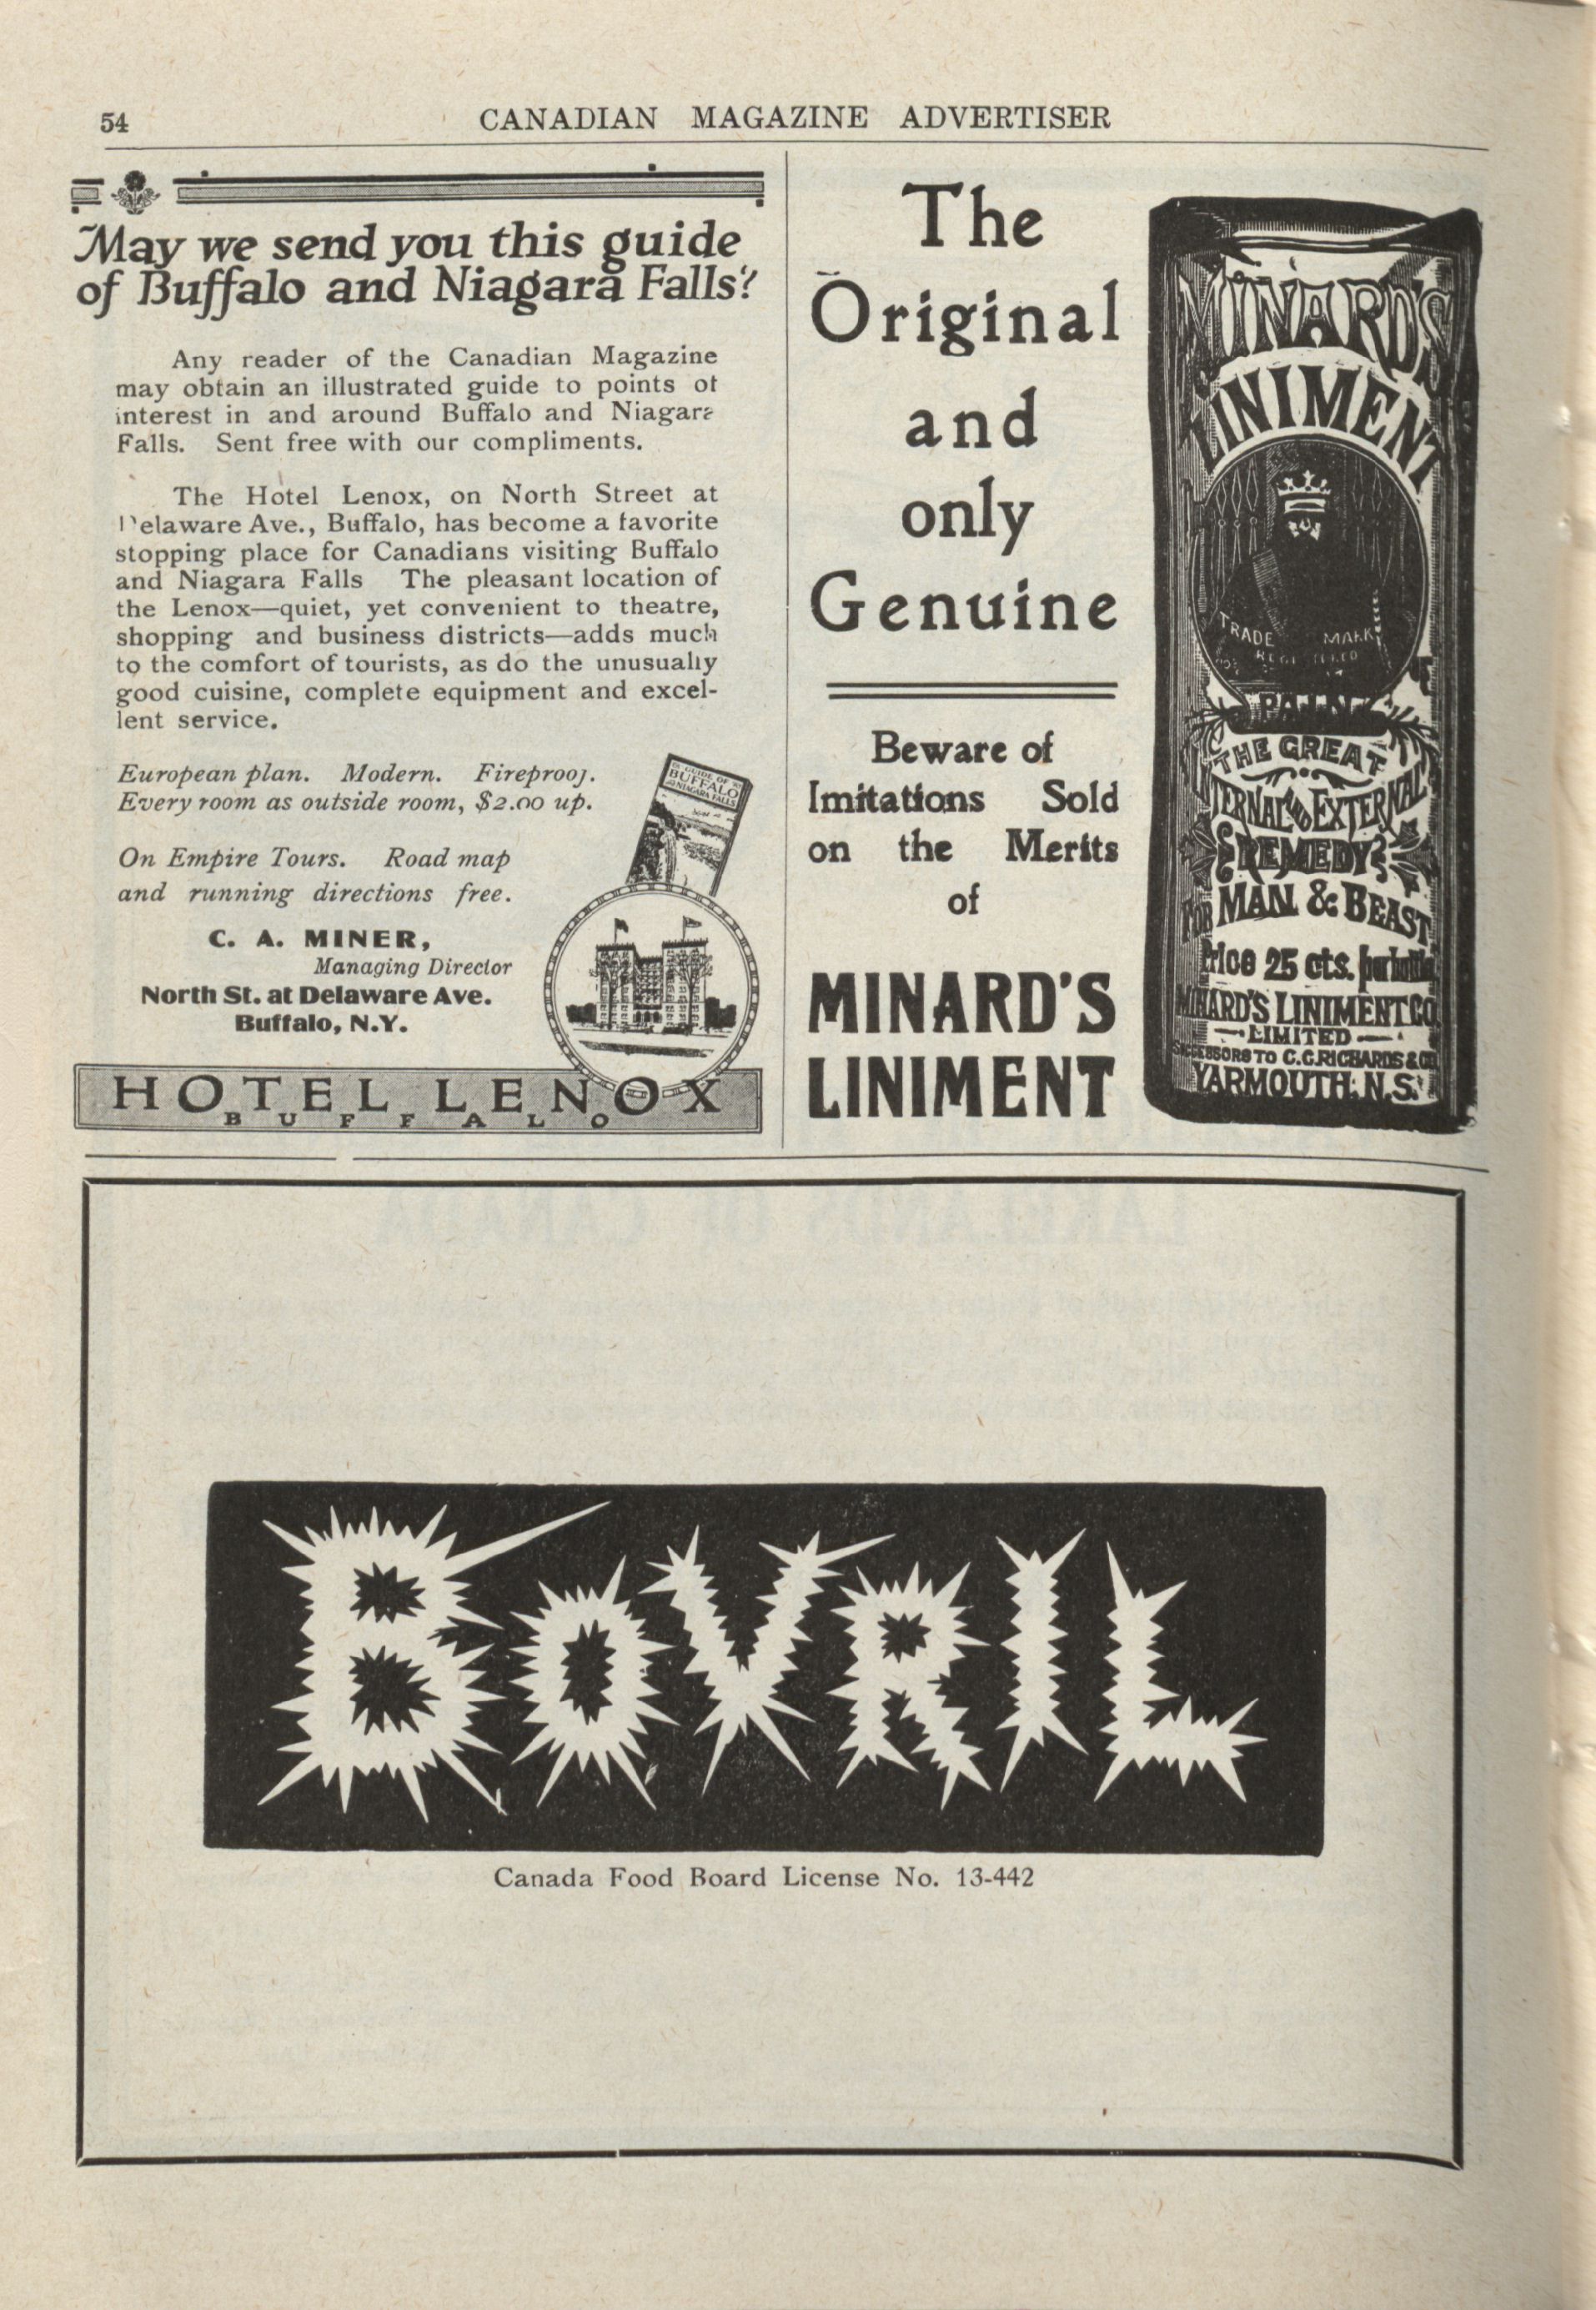 54
CANADIAN MAGAZINE ADVERTISER
May we send you this guide
of Buffalo and Niagara Falls?
Any reader of the Canadian Magazine
may obtain an illustrated guide to points of
interest in and around Buffalo and Niagara
Falls. Sent free with our compliments.
The Hotel Lenox, on North Street at
Delaware Ave., Buffalo, has become a favorite
stopping place for Canadians visiting Buffalo
and Niagara Falls The pleasant location of
the Lenox—quiet, yet convenient to theatre,
shopping and business districts—adds much
to the comfort of tourists, as do the unusually
good cuisine, complete equipment and excel-
lent service.
European plan. Modern. Fireproof.
Every room as outside room, $2.00 up.
On Empire Tours. Road map
and running directions free.
C. A. MINER,
Managing Director
North St. at Delaware Ave.
Buffalo, N.Y.
GUIDE OF
BUFFALO
NIAGARA FALLS
HOTEL LENOX
BUFFALO
The
Original
and
only
Genuine
Beware of
Imitations Sold
on the Merits
of
MINARD'S
LINIMENT
MINARD'S
LINIMENT
TRADE MARK
REGISTERED
PAIN
THE GREAT
INTERNAL AND EXTERNAL
REMEDY
FOR MAN & BEAST
Price 25 cts. per bottle
MINARD'S LINIMENT CO.
LIMITED
SUCCESSORS TO C.C. RICHARDS & CO.
YARMOUTH, N.S.
BOVRIL
Canada Food Board License No. 13-442